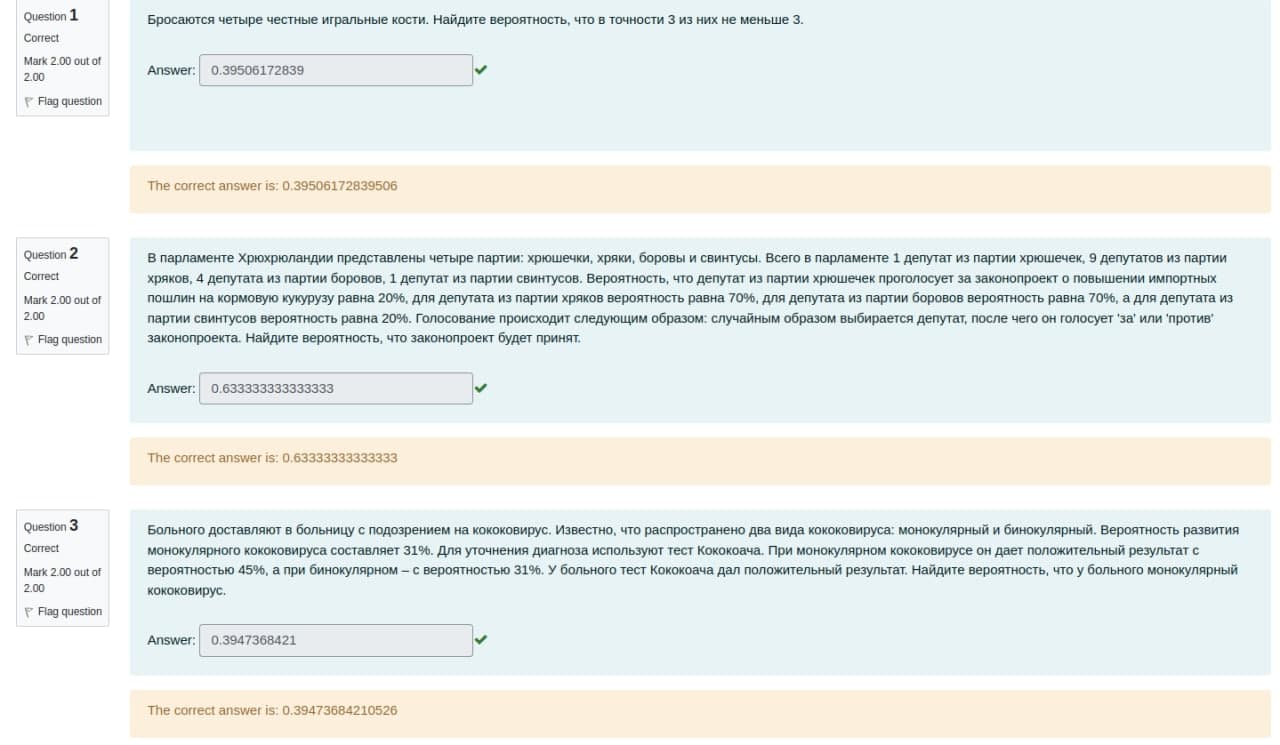 Question 1
Correct
Mark 2.00 out of
2.00
Flag question
Бросаются четыре честные игральные кости. Найдите вероятность, что в точности 3 из них не меньше 3.
Answer: 0.39506172839
The correct answer is: 0.39506172839506
Question 2
Correct
Mark 2.00 out of
2.00
Flag question
В парламенте Хрюхрюландии представлены четыре партии: хрюшечки, хряки, боровы и свинтусы. Всего в парламенте 1 депутат из партии хрюшечек, 9 депутатов из партии
хряков, 4 депутата из партии боровов, 1 депутат из партии свинтусов. Вероятность, что депутат из партии хрюшечек проголосует за законопроект о повышении импортных
пошлин на кормовую кукурузу равна 20%, для депутата из партии хряков вероятность равна 70%, для депутата из партии боровов вероятность равна 70%, а для депутата из
партии свинтусов вероятность равна 20%. Голосование происходит следующим образом: случайным образом выбирается депутат, после чего он голосует 'за' или 'против'
законопроекта. Найдите вероятность, что законопроект будет принят.
Answer: 0.633333333333333
The correct answer is: 0.63333333333333
Question 3
Correct
Mark 2.00 out of
2.00
Flag question
Больного доставляют в больницу с подозрением на кококовирус. Известно, что распространено два вида кококовируса: монокулярный и бинокулярный. Вероятность развития
монокулярного кококовируса составляет 31%. Для уточнения диагноза используют тест Кококоача. При монокулярном кококовирусе он дает положительный результат с
вероятностью 45%, а при бинокулярном – с вероятностью 31%. У больного тест Кококоача дал положительный результат. Найдите вероятность, что у больного монокулярный
кококовирус.
Answer: 0.3947368421
The correct answer is: 0.39473684210526